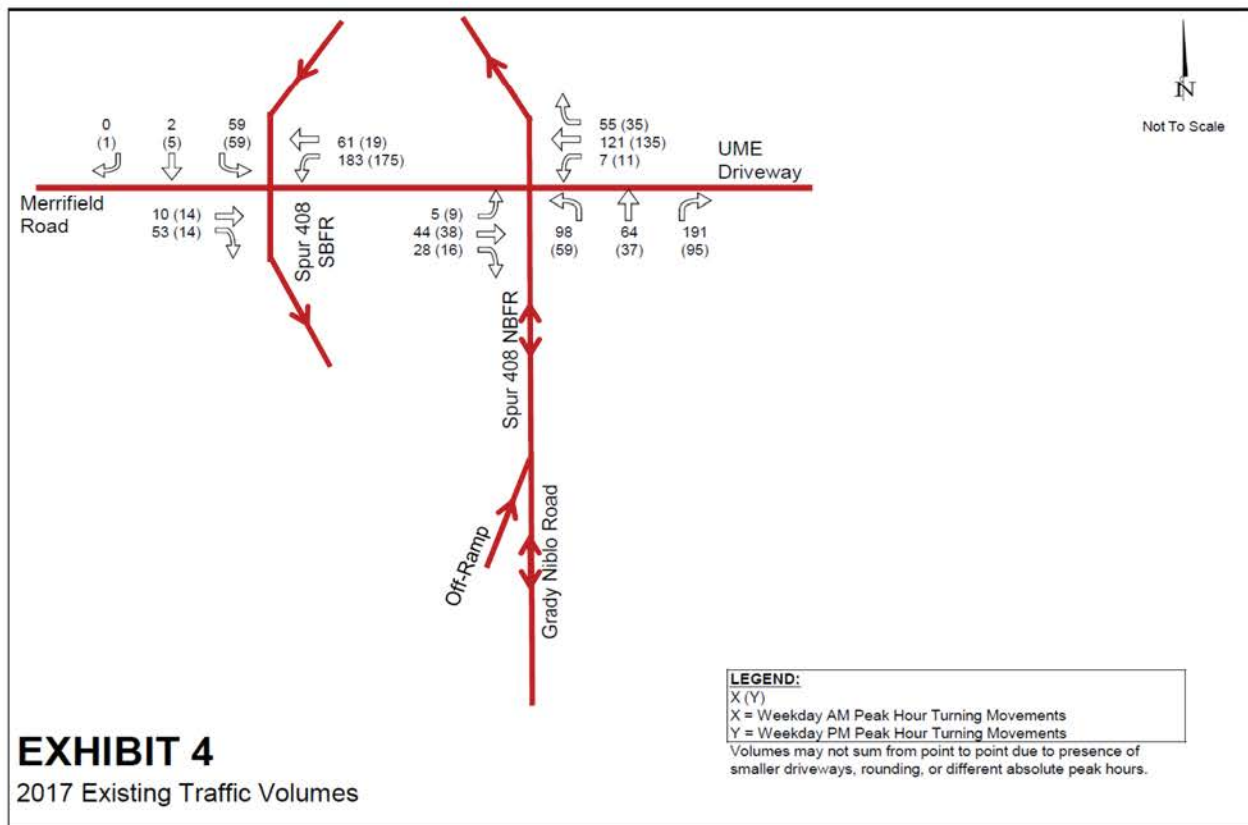 N
Not To Scale
0
(1)
2
(5)
59
(59)
61 (19)
183 (175)
55 (35)
121 (135)
7 (11)
UME
Driveway
Merrifield
Road
10 (14)
53 (14)
Spur 408
SBFR
5 (9)
44 (38)
28 (16)
98
(59)
64
(37)
191
(95)
Spur 408 NBFR
Off-Ramp
Grady Niblo Road
LEGEND:
X (Y)
X = Weekday AM Peak Hour Turning Movements
Y = Weekday PM Peak Hour Turning Movements
Volumes may not sum from point to point due to presence of
smaller driveways, rounding, or different absolute peak hours.
EXHIBIT 4
2017 Existing Traffic Volumes